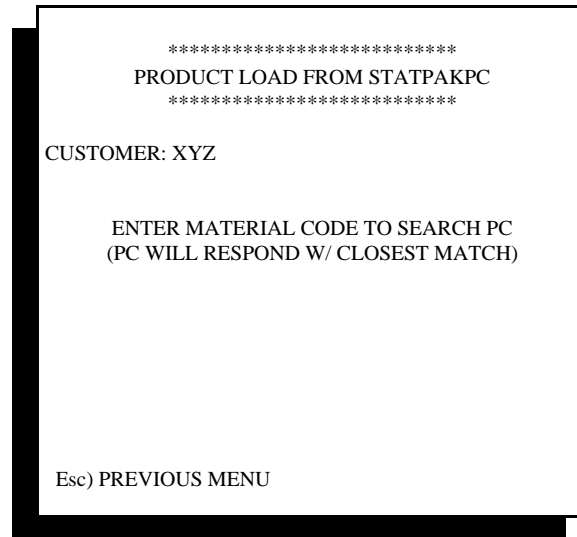 ***************************
PRODUCT LOAD FROM STATPAKPC
***************************
CUSTOMER: XYZ
ENTER MATERIAL CODE TO SEARCH PC
(PC WILL RESPOND W/ CLOSEST MATCH)
Esc) PREVIOUS MENU